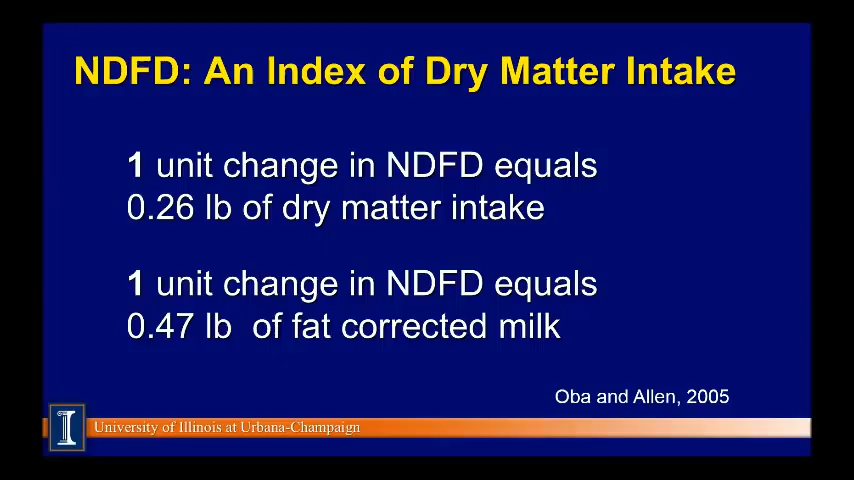 NDFD: An Index of Dry Matter Intake
1 unit change in NDFD equals
0.26 lb of dry matter intake
1 unit change in NDFD equals
0.47 lb of fat corrected milk
Oba and Allen, 2005
I
University of Illinois at Urbana-Champaign